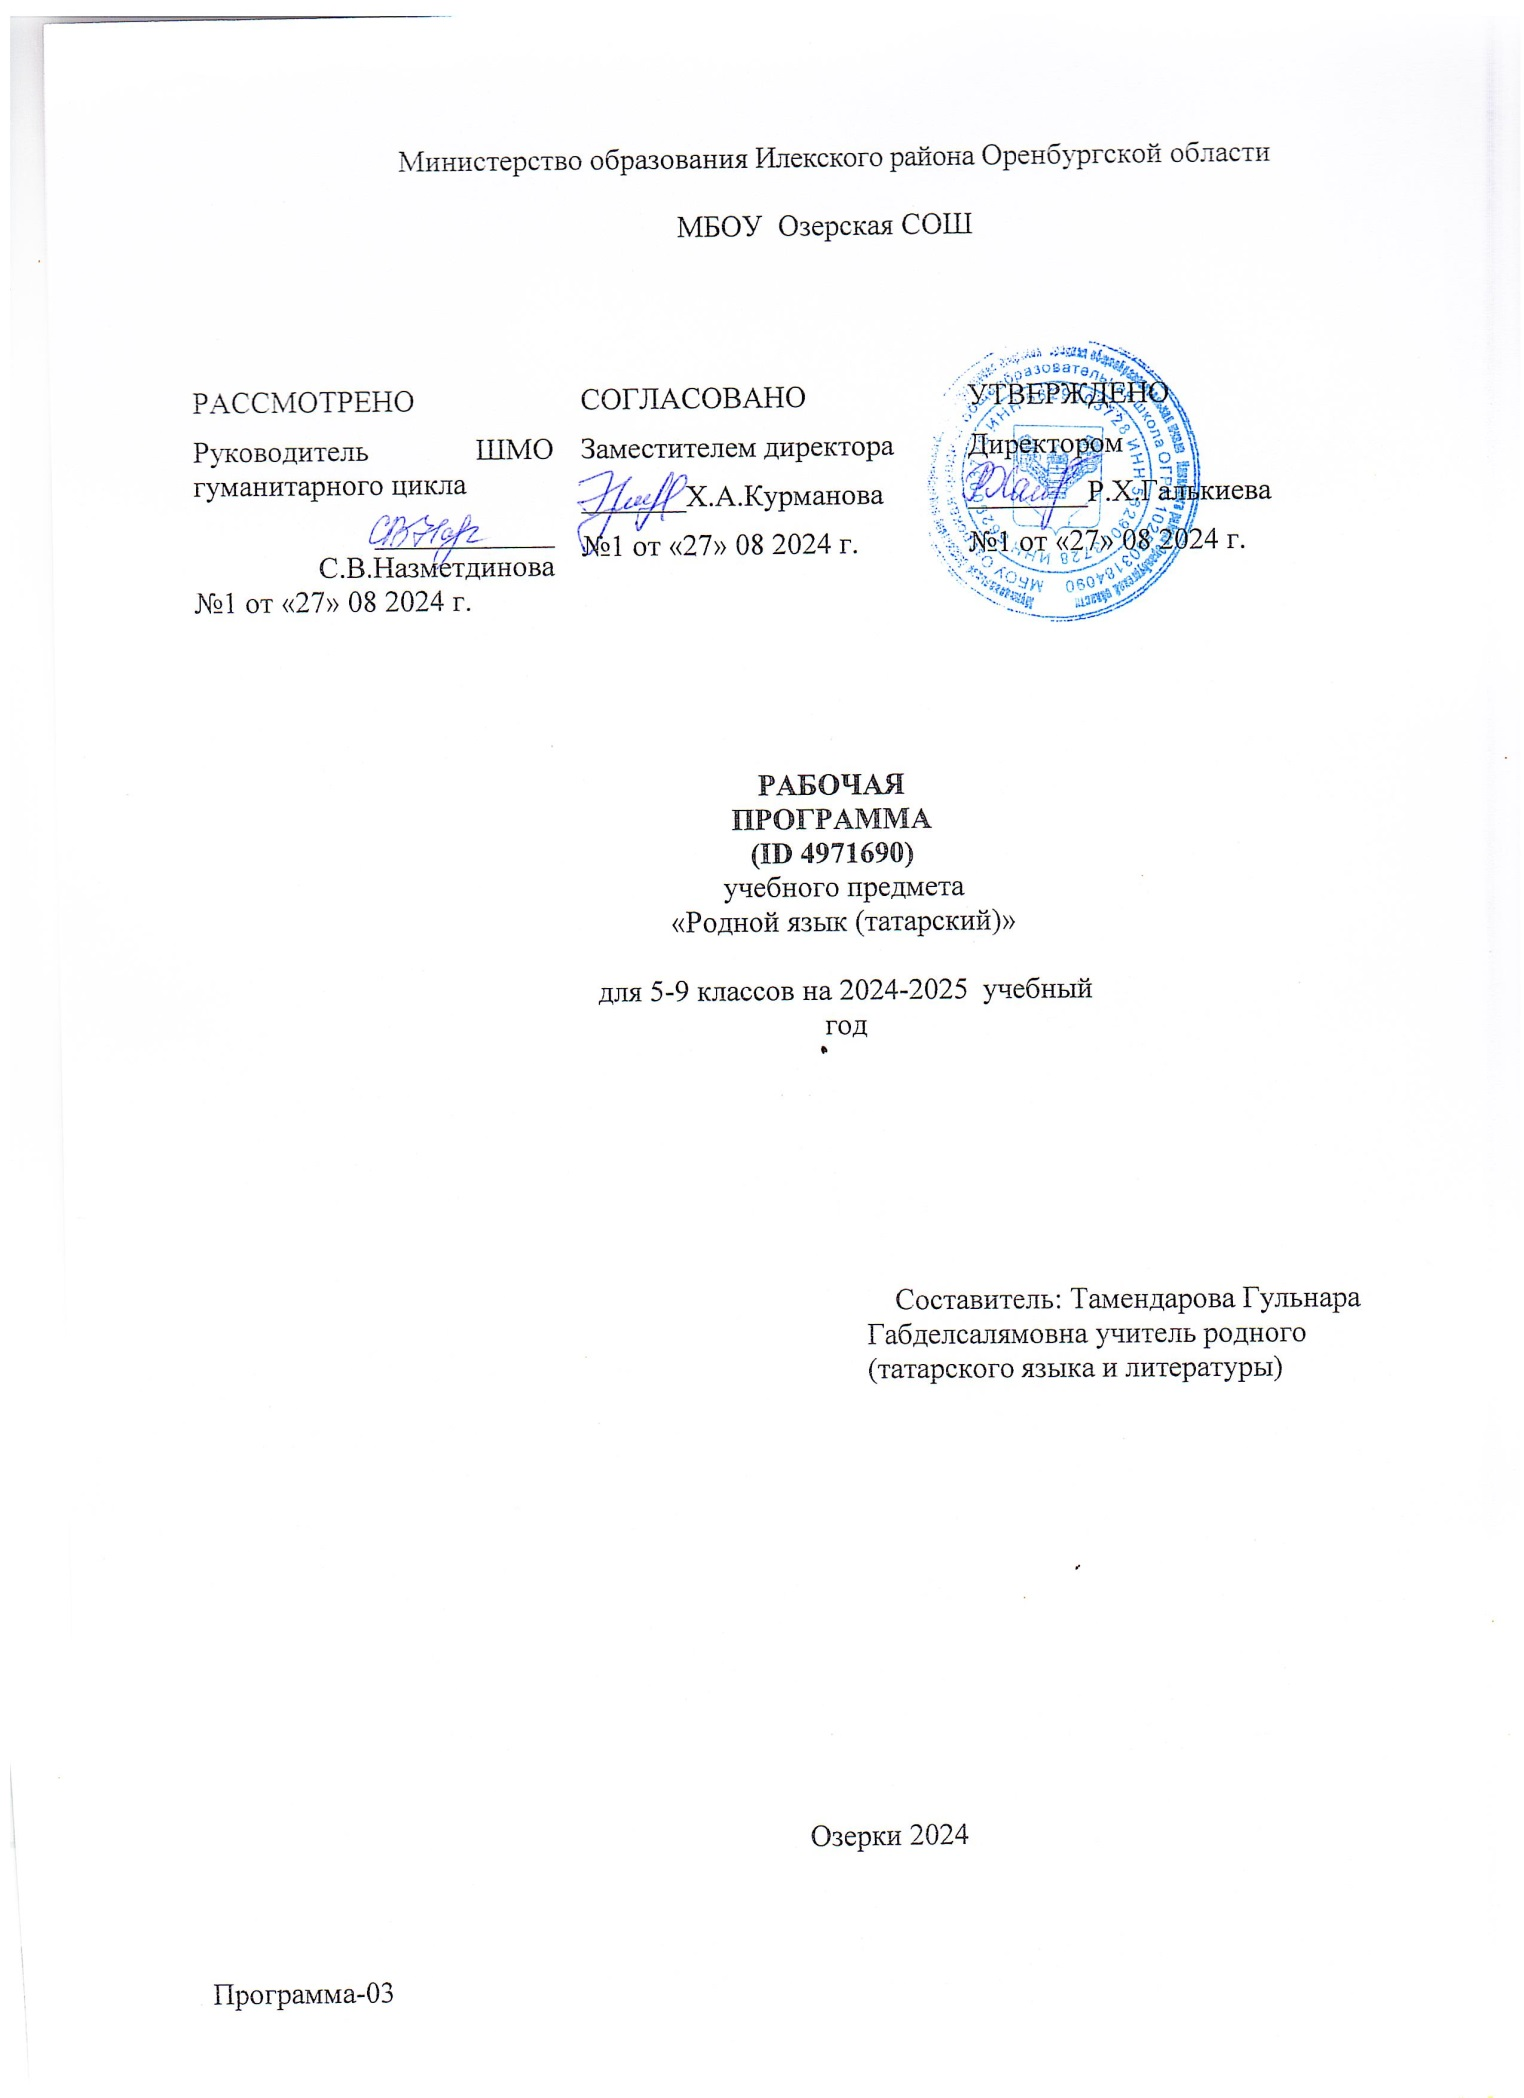 Министерство образования Илекского района Оренбургской области
МБОУ Озерская СОШ
РАССМОТРЕНО
Руководитель ШМО
гуманитарного цикла
____________
С.В.Назметдинова
№1 от «27» 08 2024 г.
СОГЛАСОВАНО
Заместителем директора
_______Х.А.Курманова
№1 от «27» 08 2024 г.
УТВЕРЖДЕНО
Директором
________Р.Х.Галькиева
№1 от «27» 08 2024 г.
РАБОЧАЯ
ПРОГРАММА
(ID 4971690)
учебного предмета
«Родной язык (татарский)»
для 5-9 классов на 2024-2025 учебный
год
Составитель: Тамендарова Гульнара
Габделсалямовна учитель родного
(татарского языка и литературы)
Озерки 2024
Программа-03